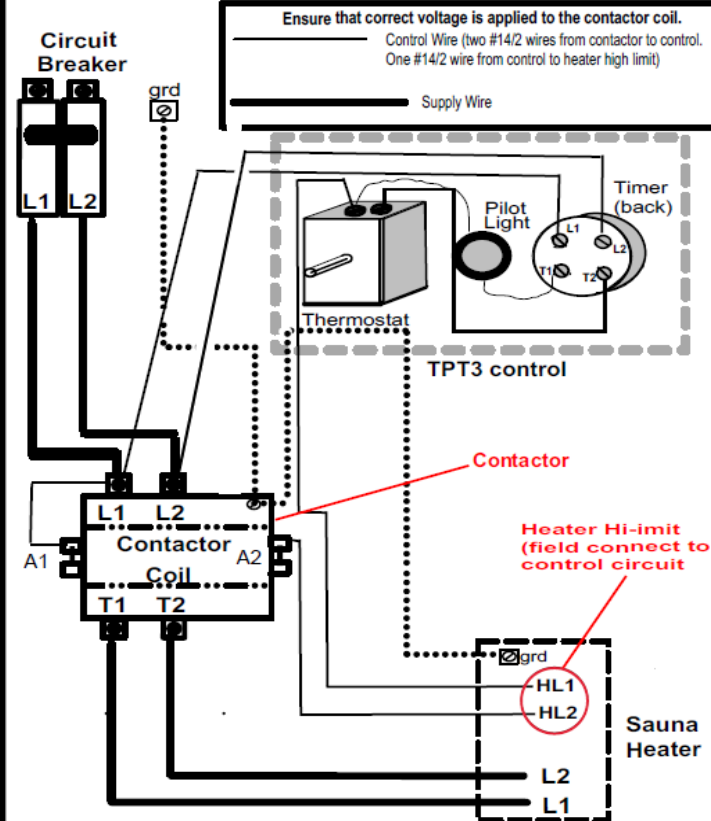 Ensure that correct voltage is applied to the contactor coil.
Control Wire (two #14/2 wires from contactor to control.
One #14/2 wire from control to heater high limit)
Supply Wire
Circuit
Breaker
grd
L1 L2
Thermostat
Pilot
Light
Timer
(back)
L1
L2
T1
T2
TPT3 control
Contactor
L1 L2
Contactor
A1
A2
Coil
T1 T2
Heater Hi-imit
(field connect to
control circuit
grd
HL1
HL2
Sauna
Heater
L2
L1